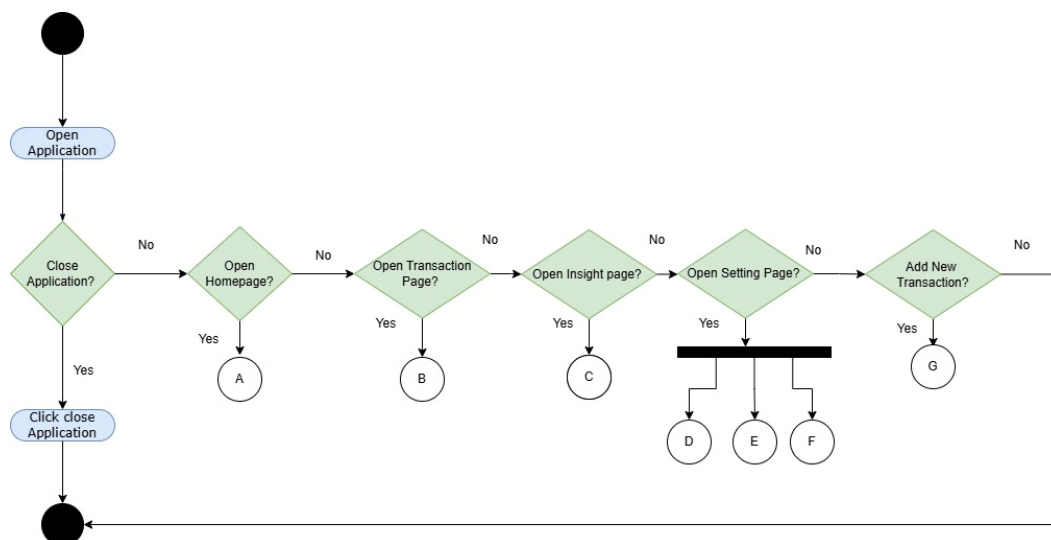 Open
Application
Close
Application?
No
Open
Homepage?
No
Open Transaction
Page?
No
Open Insight page?
No
Open Setting Page?
No
Add New
Transaction?
No
Yes
Yes
Yes
Yes
Yes
Yes
A
B
C
G
Click close
Application
D
E
F